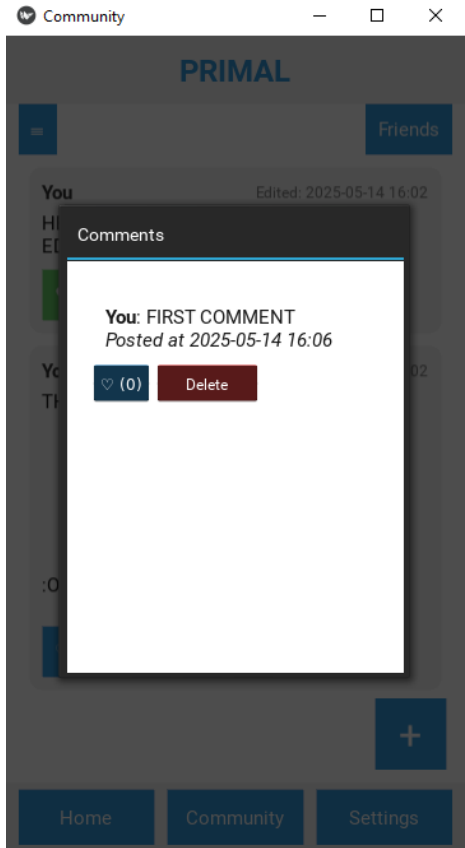 Community
PRIMAL
≡
Friends
You
Edited: 2025-05-14 16:02
Comments
You: FIRST COMMENT
Posted at 2025-05-14 16:06
♡ (0)
Delete
02
:O
+
Home
Community
Settings